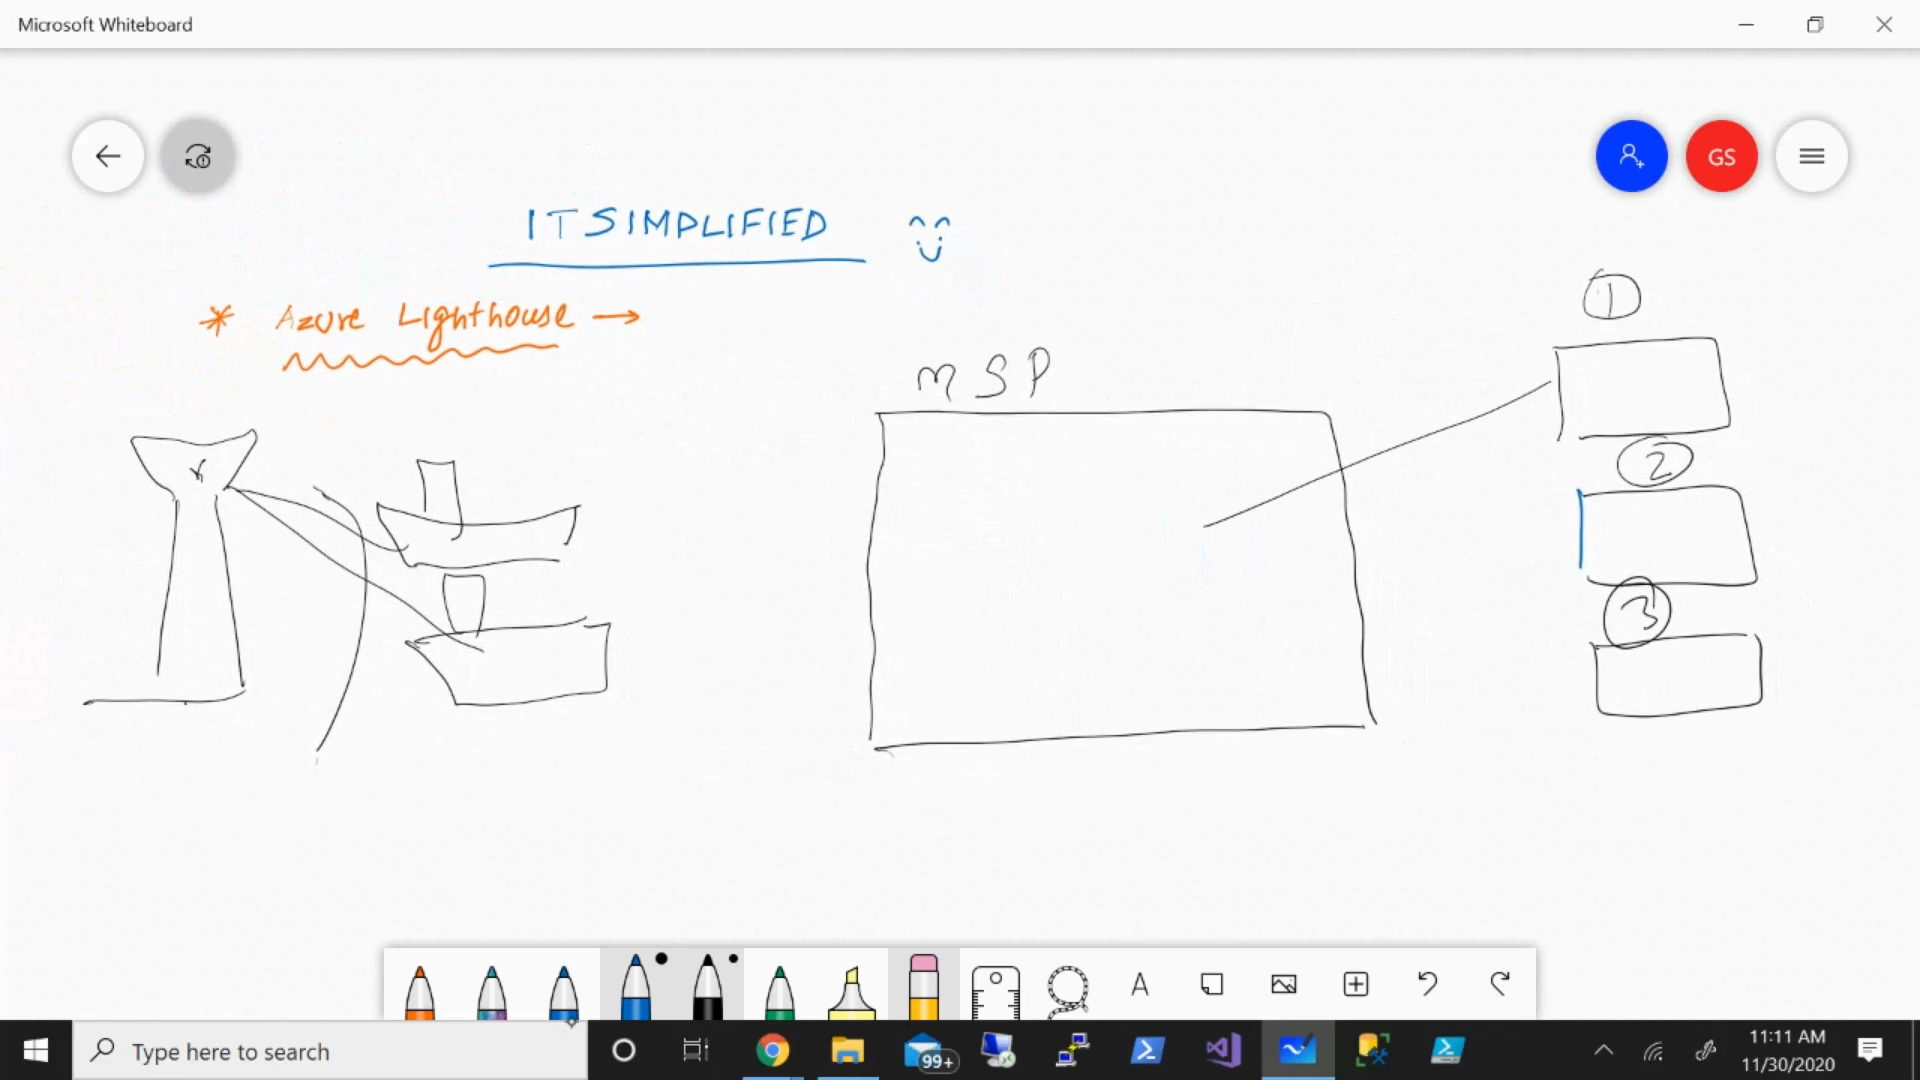 Microsoft Whiteboard
GS
ITSIMPLIFIED
* Azure Lighthouse →
MSP
1
2
3
A
99+
Type here to search
11:11 AM
11/30/2020